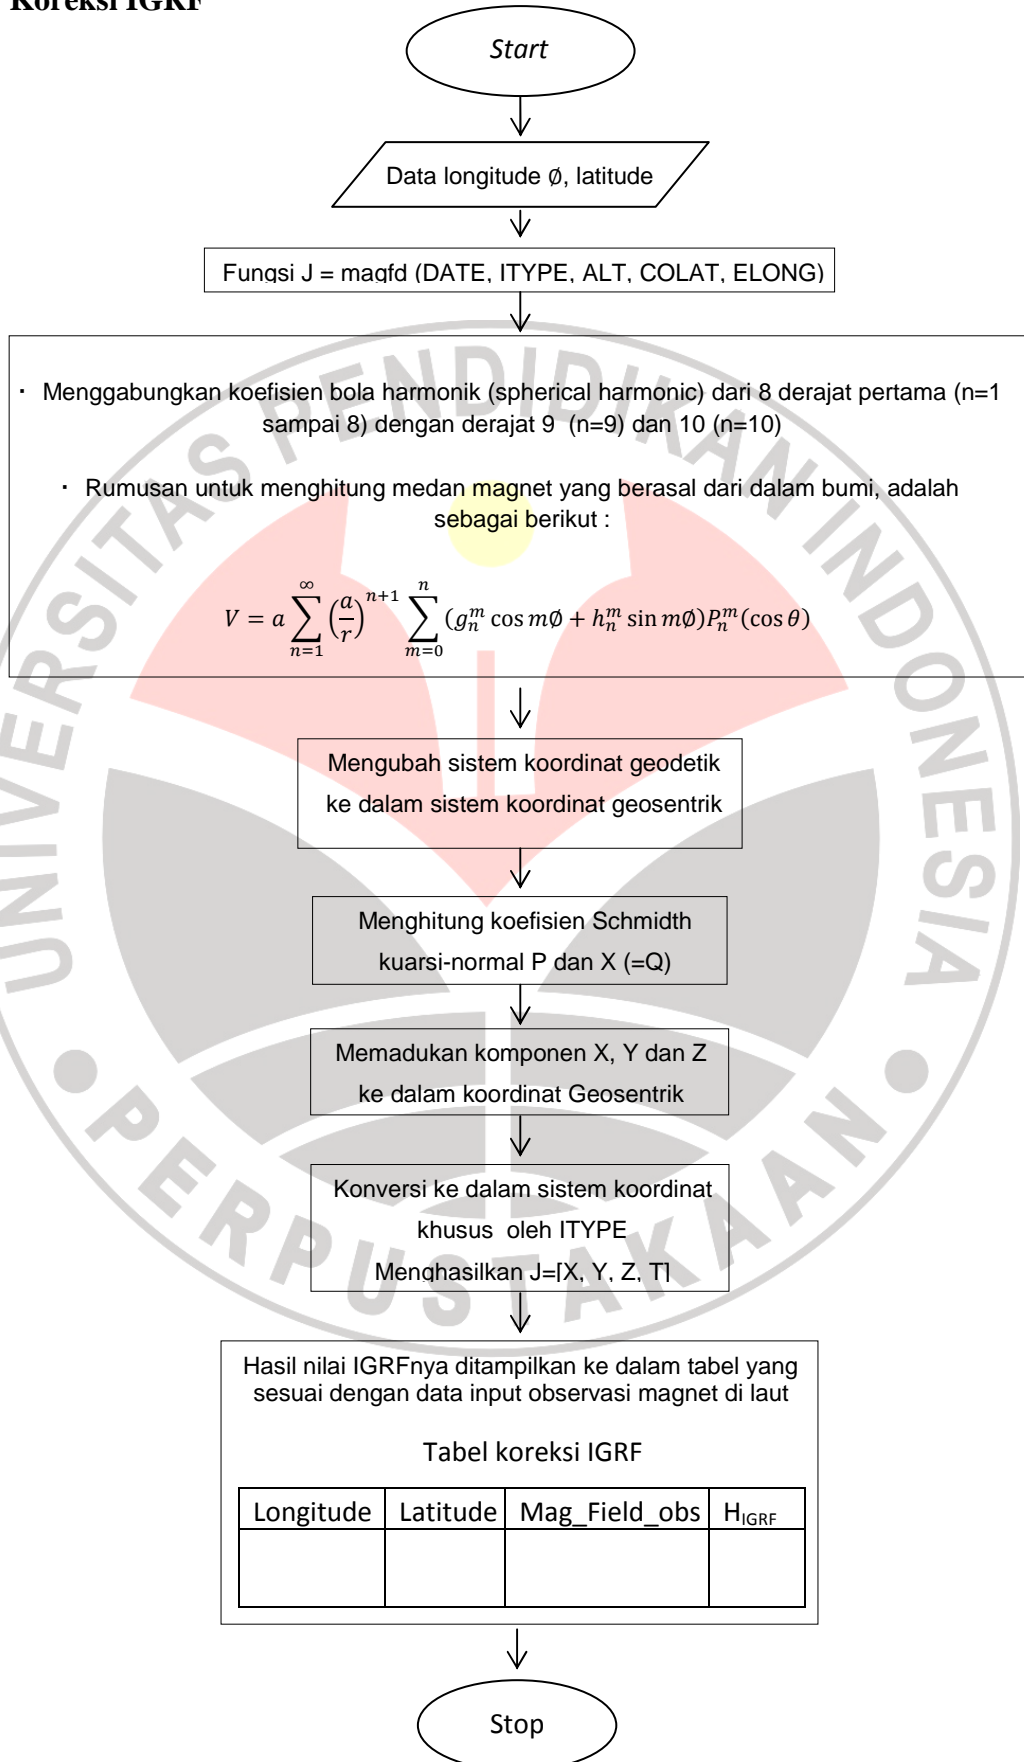 Koreksi IGRF
Start
Data longitude ∅, latitude
Fungsi J = magfd (DATE, ITYPE, ALT, COLAT, ELONG)
· Menggabungkan koefisien bola harmonik (spherical harmonic) dari 8 derajat pertama (n=1
sampai 8) dengan derajat 9 (n=9) dan 10 (n=10)
· Rumusan untuk menghitung medan magnet yang berasal dari dalam bumi, adalah
sebagai berikut :
V = a ∑_{n=1}^{∞} (a/r)^{n+1} ∑_{m=0}^{n} (g_n^m cos m∅ + h_n^m sin m∅)P_n^m(cos θ)
Mengubah sistem koordinat geodetik
ke dalam sistem koordinat geosentrik
Menghitung koefisien Schmidth
kuarsi-normal P dan X (=Q)
Memadukan komponen X, Y dan Z
ke dalam koordinat Geosentrik
Konversi ke dalam sistem koordinat
khusus oleh ITYPE
Menghasilkan J=[X, Y, Z, T]
Hasil nilai IGRFnya ditampilkan ke dalam tabel yang
sesuai dengan data input observasi magnet di laut
Tabel koreksi IGRF
Longitude Latitude Mag_Field_obs H_IGRF
Stop
UNIVERSITAS PENDIDIKAN INDONESIA
PERPUSTAKAAN